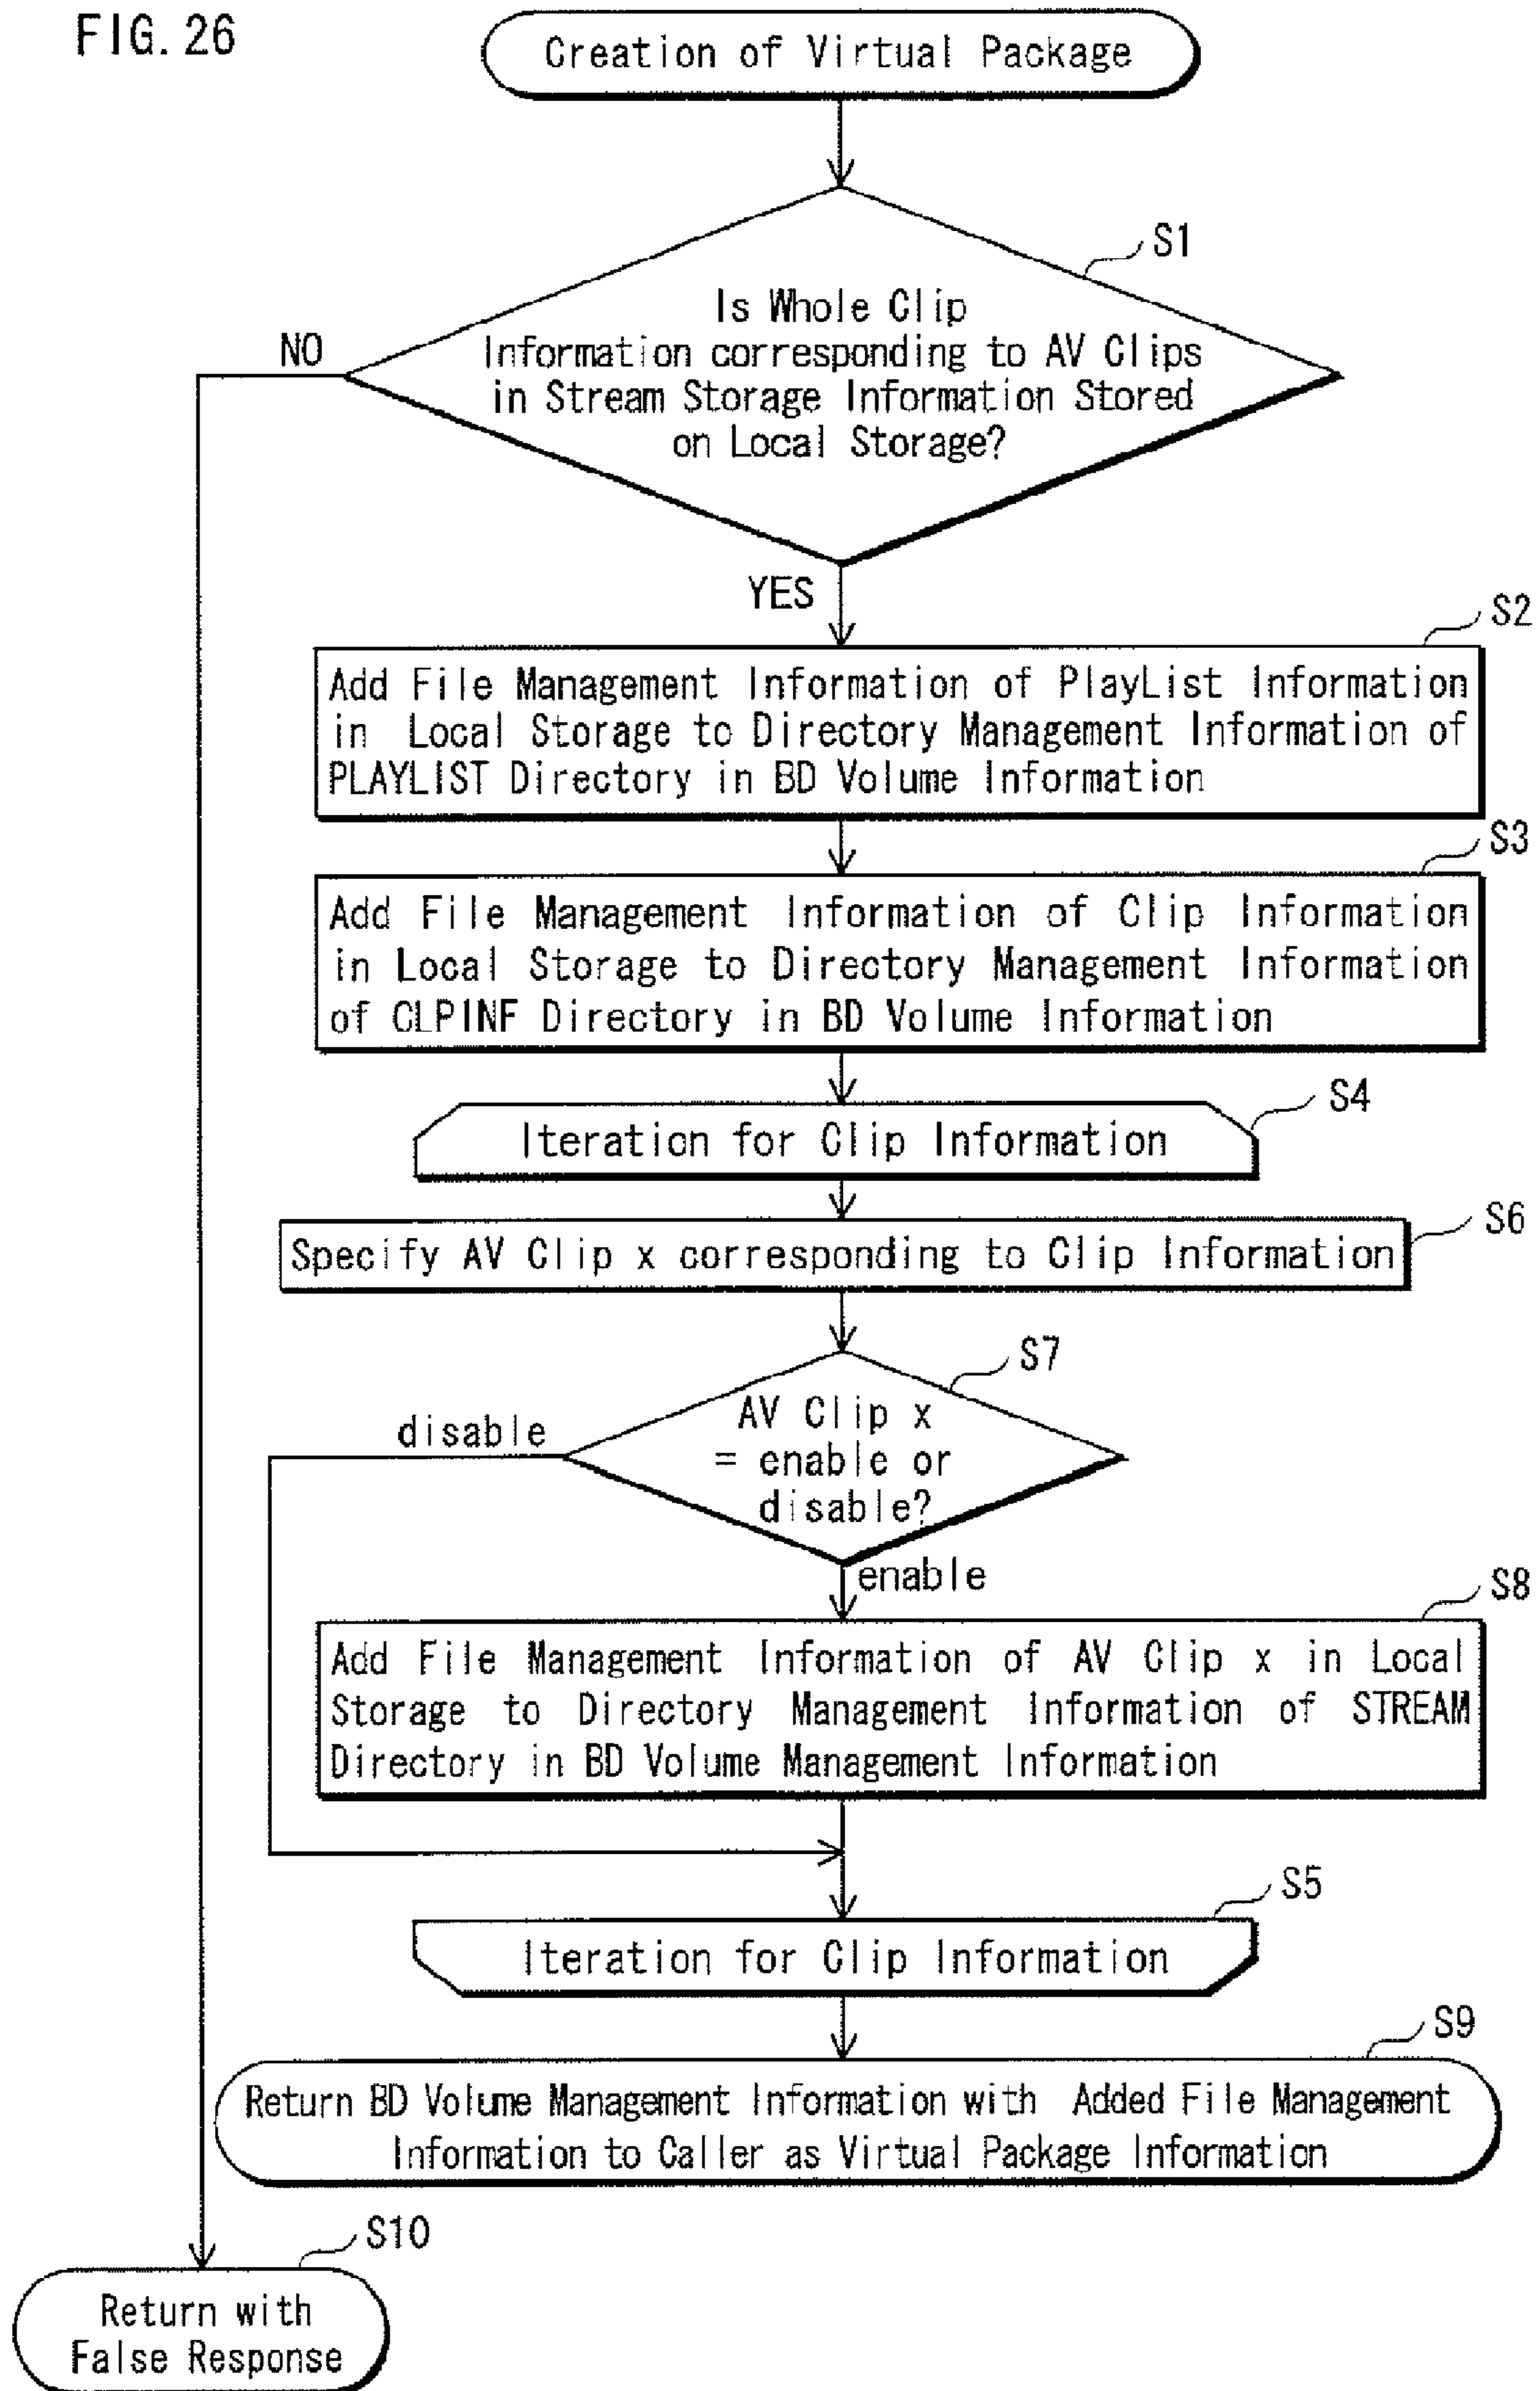 FIG. 26
Creation of Virtual Package
S1
Is Whole Clip
Information corresponding to AV Clips
in Stream Storage Information Stored
on Local Storage?
NO
YES
S2
Add File Management Information of PlayList Information
in Local Storage to Directory Management Information of
PLAYLIST Directory in BD Volume Information
S3
Add File Management Information of Clip Information
in Local Storage to Directory Management Information
of CLPINF Directory in BD Volume Information
S4
Iteration for Clip Information
S6
Specify AV Clip x corresponding to Clip Information
S7
AV Clip x
= enable or
disable?
disable
enable
S8
Add File Management Information of AV Clip x in Local
Storage to Directory Management Information of STREAM
Directory in BD Volume Management Information
S5
Iteration for Clip Information
S9
Return BD Volume Management Information with Added File Management
Information to Caller as Virtual Package Information
S10
Return with
False Response